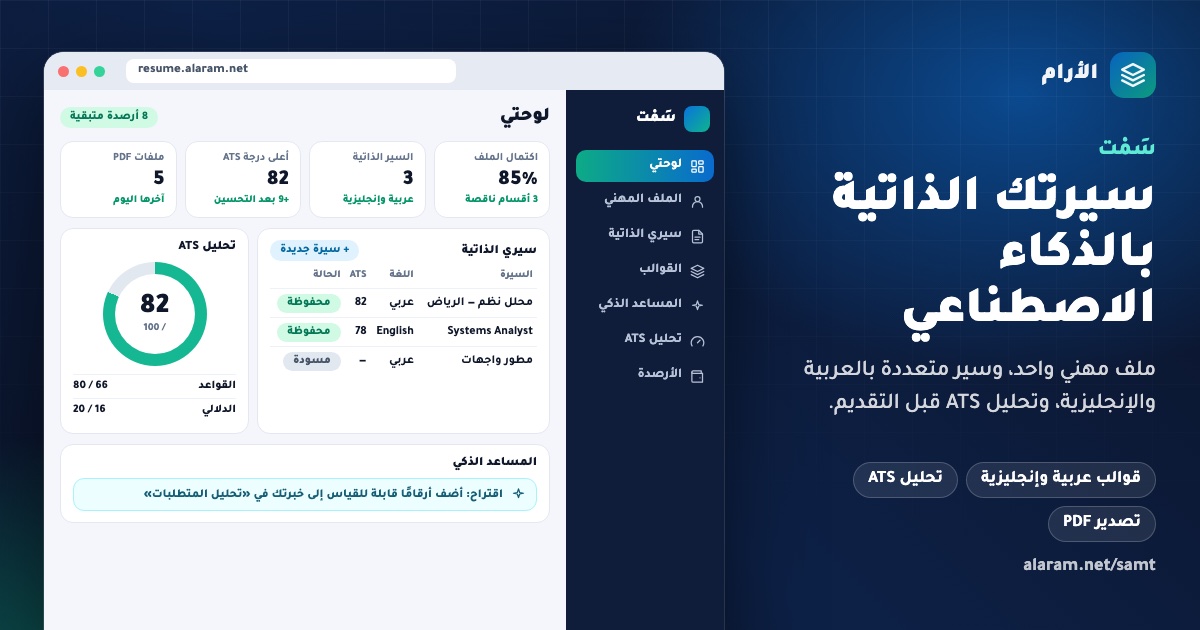 الأرام
سَمْت
سيرتك الذاتية
بالذكاء
الاصطناعي
ملف مهني واحد، وسير متعددة بالعربية
والإنجليزية، وتحليل ATS قبل التقديم.
قوالب عربية وإنجليزية
تحليل ATS
تصدير PDF
alaram.net/samt
resume.alaram.net
سَمْت
لوحتي
الملف المهني
سيري الذاتية
القوالب
المساعد الذكي
تحليل ATS
الأرصدة
لوحتي
8 أرصدة متبقية
اكتمال الملف
85%
3 أقسام ناقصة
السير الذاتية
3
عربية وإنجليزية
أعلى درجة ATS
82
+9 بعد التحسين
ملفات PDF
5
آخرها اليوم
سيري الذاتية
+ سيرة جديدة
السيرة اللغة ATS الحالة
محلل نظم – الرياض عربي 82 محفوظة
Systems Analyst English 78 محفوظة
مطور واجهات عربي – مسودة
تحليل ATS
82
/ 100
القواعد 66 / 80
الدلالي 16 / 20
المساعد الذكي
اقتراح: أضف أرقامًا قابلة للقياس إلى خبرتك في «تحليل المتطلبات»